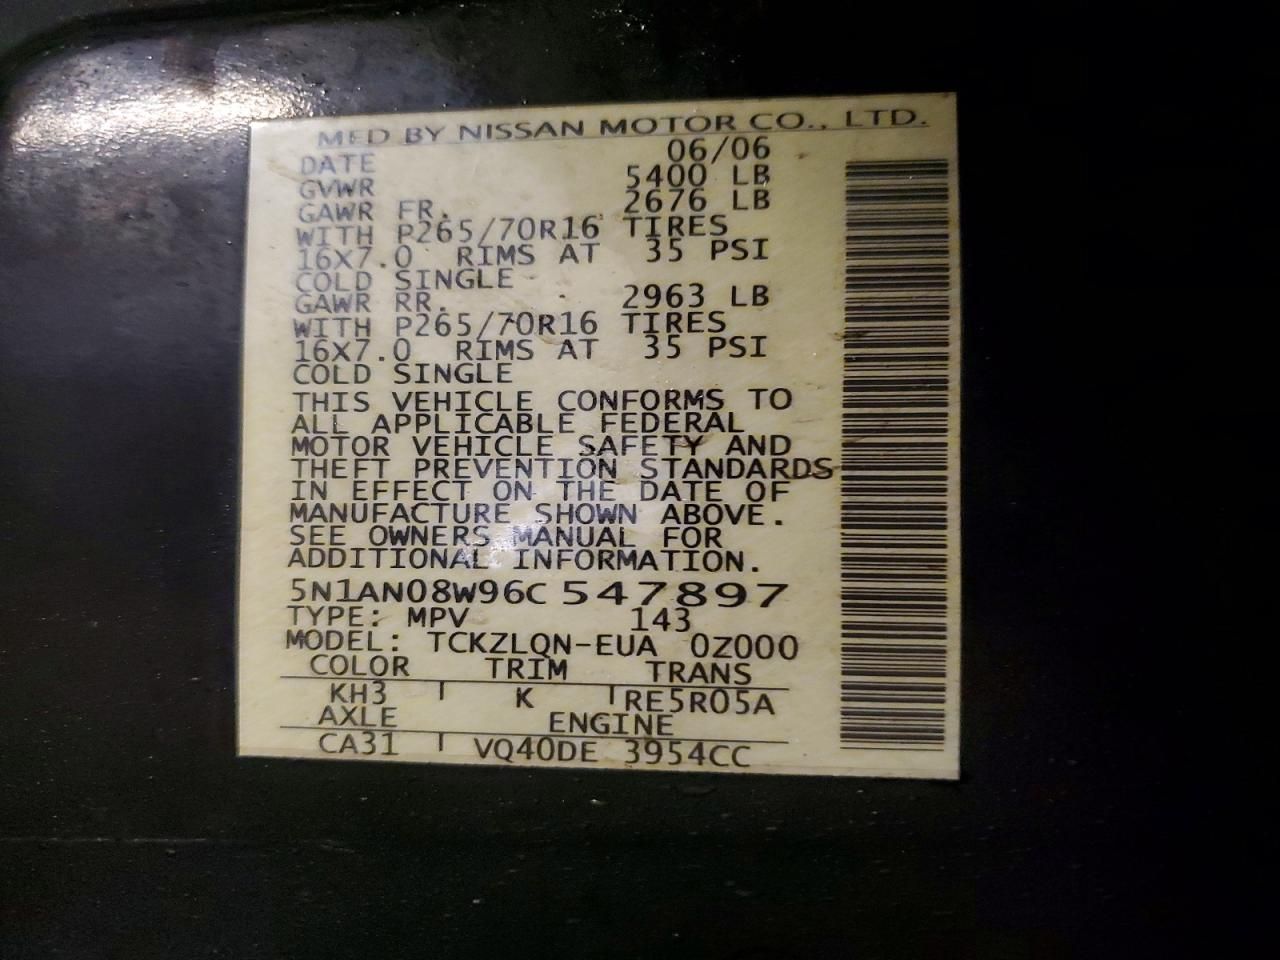 MFD BY NISSAN MOTOR CO., LTD.
DATE 06/06
GVWR 5400 LB
GAWR FR. 2676 LB
WITH P265/70R16 TIRES
16X7.0 RIMS AT 35 PSI
COLD SINGLE
GAWR RR. 2963 LB
WITH P265/70R16 TIRES
16X7.0 RIMS AT 35 PSI
COLD SINGLE
THIS VEHICLE CONFORMS TO
ALL APPLICABLE FEDERAL
MOTOR VEHICLE SAFETY AND
THEFT PREVENTION STANDARDS
IN EFFECT ON THE DATE OF
MANUFACTURE SHOWN ABOVE.
SEE OWNERS MANUAL FOR
ADDITIONAL INFORMATION.
5N1AN08W96C547897
TYPE: MPV 143
MODEL: TCKZLQN-EUA 0Z000
COLOR TRIM TRANS
KH3 K RE5R05A
AXLE ENGINE
CA31 VQ40DE 3954CC